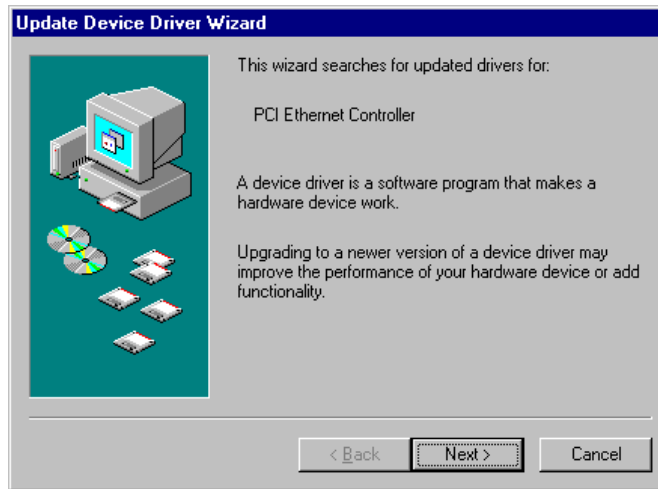 Update Device Driver Wizard
This wizard searches for updated drivers for:
PCI Ethernet Controller
A device driver is a software program that makes a
hardware device work.
Upgrading to a newer version of a device driver may
improve the performance of your hardware device or add
functionality.
< Back
Next >
Cancel